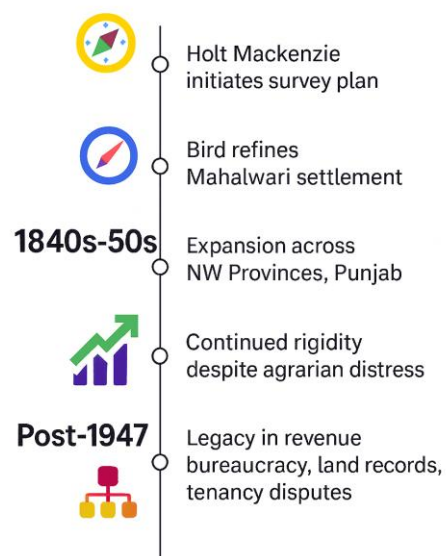 Holt Mackenzie
initiates survey plan
Bird refines
Mahalwari settlement
1840s-50s
Expansion across
NW Provinces, Punjab
Continued rigidity
despite agrarian distress
Post-1947
Legacy in revenue
bureaucracy, land records,
tenancy disputes